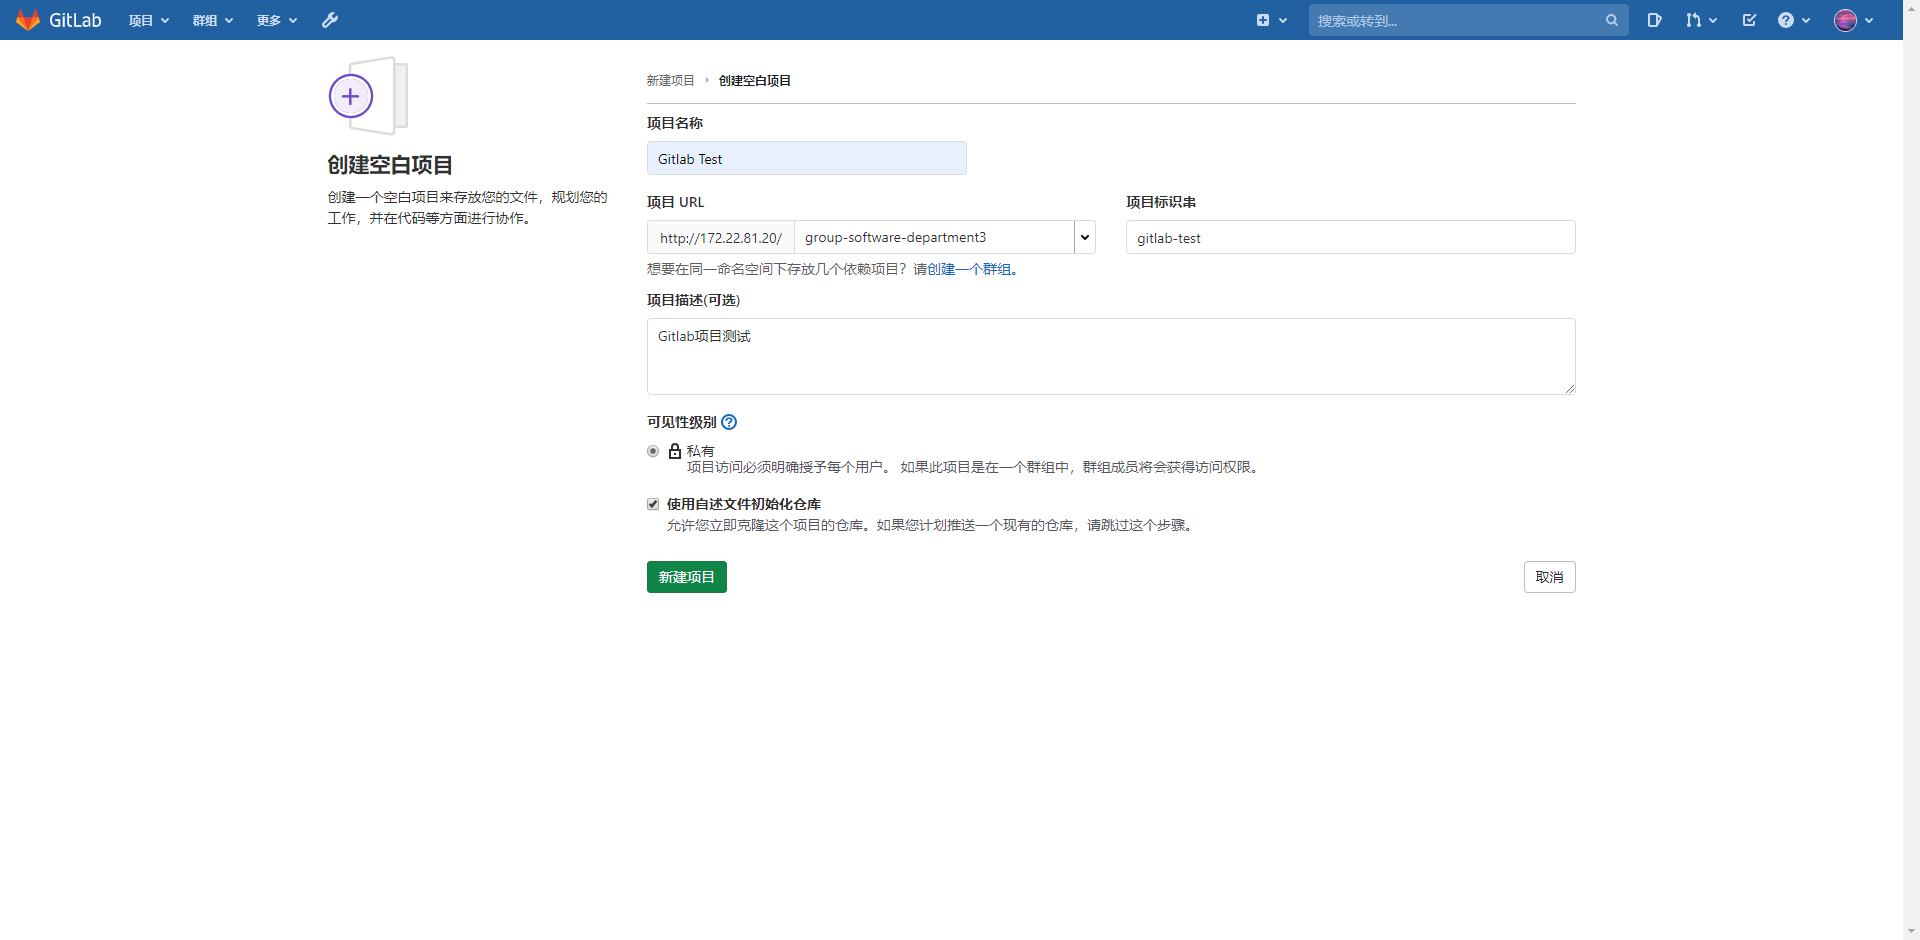 GitLab 项目 群组 更多 搜索或转到...
创建空白项目
创建一个空白项目来存放您的文件，规划您的
工作，并在代码等方面进行协作。
新建项目 › 创建空白项目
项目名称
Gitlab Test
项目 URL 项目标识串
http://172.22.81.20/ group-software-department3 gitlab-test
想要在同一命名空间下存放几个依赖项目？请创建一个群组。
项目描述(可选)
Gitlab项目测试
可见性级别
私有
项目访问必须明确授予每个用户。 如果此项目是在一个群组中，群组成员将会获得访问权限。
使用自述文件初始化仓库
允许您立即克隆这个项目的仓库。如果您计划推送一个现有的仓库，请跳过这个步骤。
新建项目 取消